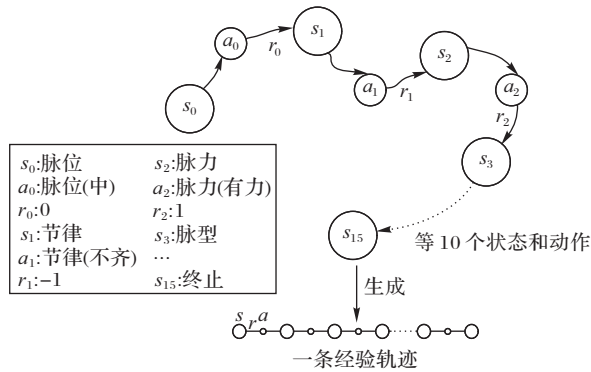 s₀
a₀
r₀
s₁
a₁
r₁
s₂
a₂
r₂
s₃
s₀:脉位 s₂:脉力
a₀:脉位(中) a₂:脉力(有力)
r₀:0 r₂:1
s₁:节律 s₃:脉型
a₁:节律(不齐) …
r₁:-1 s₁₅:终止
s₁₅
等 10 个状态和动作
生成
s r a
一条经验轨迹